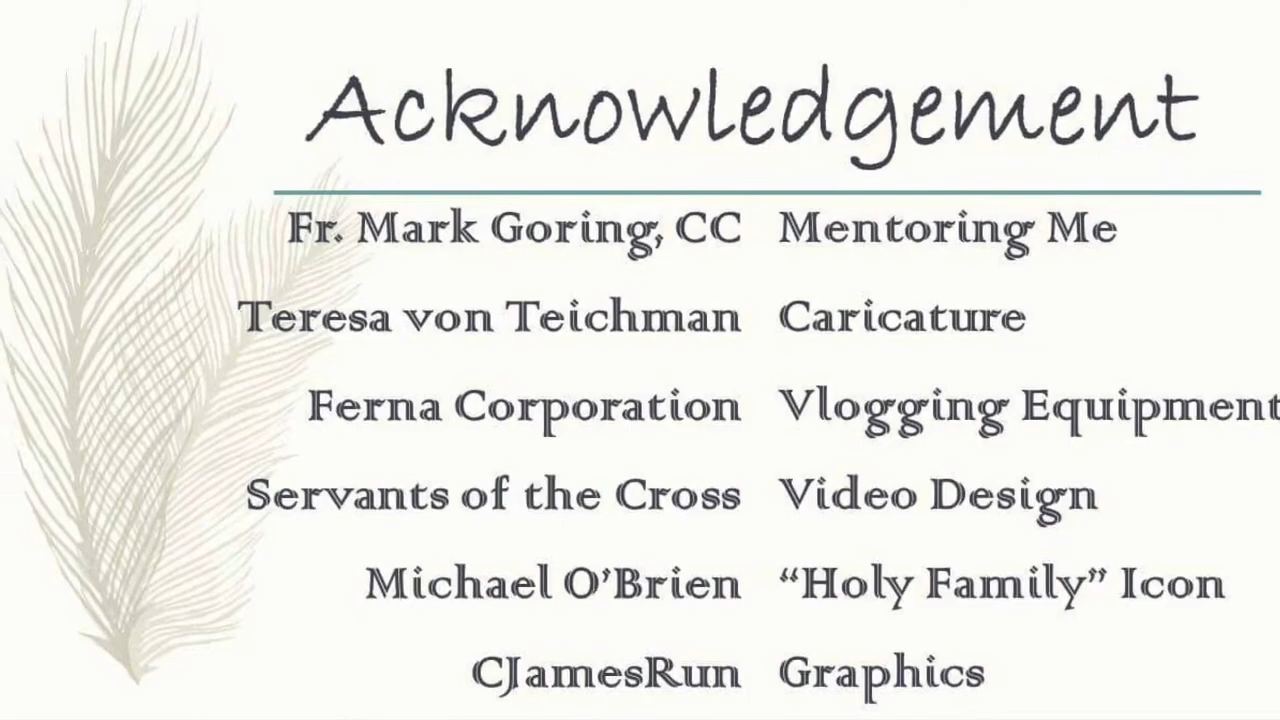 Acknowledgement
Fr. Mark Goring, CC Mentoring Me
Teresa von Teichman Caricature
Ferna Corporation Vlogging Equipment
Servants of the Cross Video Design
Michael O’Brien “Holy Family” Icon
CJamesRun Graphics